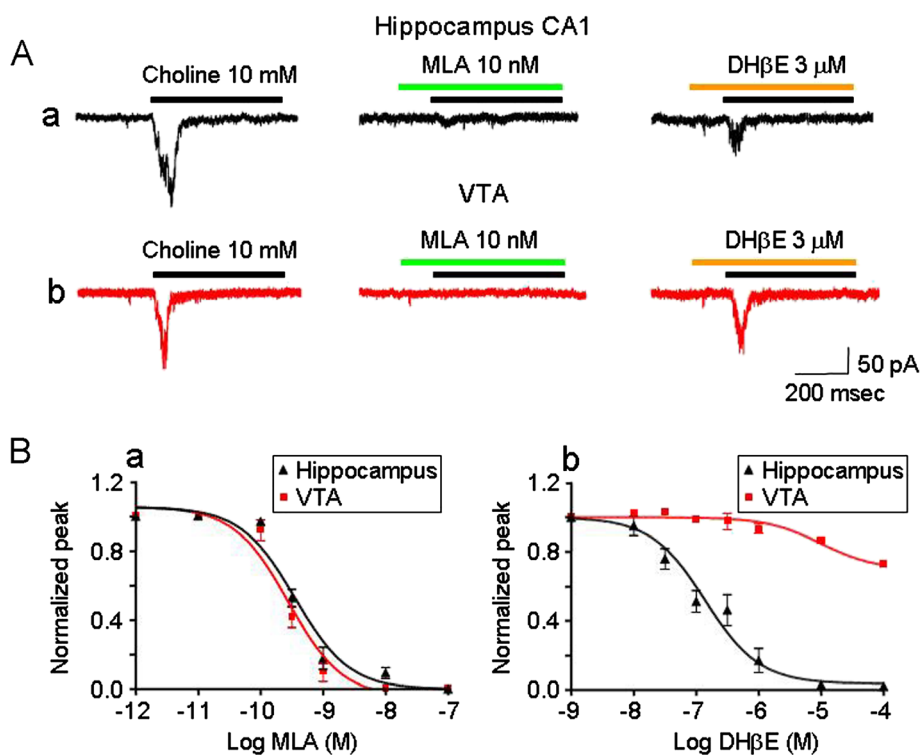 Hippocampus CA1
A
Choline 10 mM
MLA 10 nM
DHβE 3 μM
a
VTA
Choline 10 mM
MLA 10 nM
DHβE 3 μM
b
50 pA
200 msec
B
a
Hippocampus
VTA
Normalized peak
1.2
0.8
0.4
0.0
-12
-11
-10
-9
-8
-7
Log MLA (M)
b
Hippocampus
VTA
Normalized peak
1.2
0.8
0.4
0.0
-9
-8
-7
-6
-5
-4
Log DHβE (M)